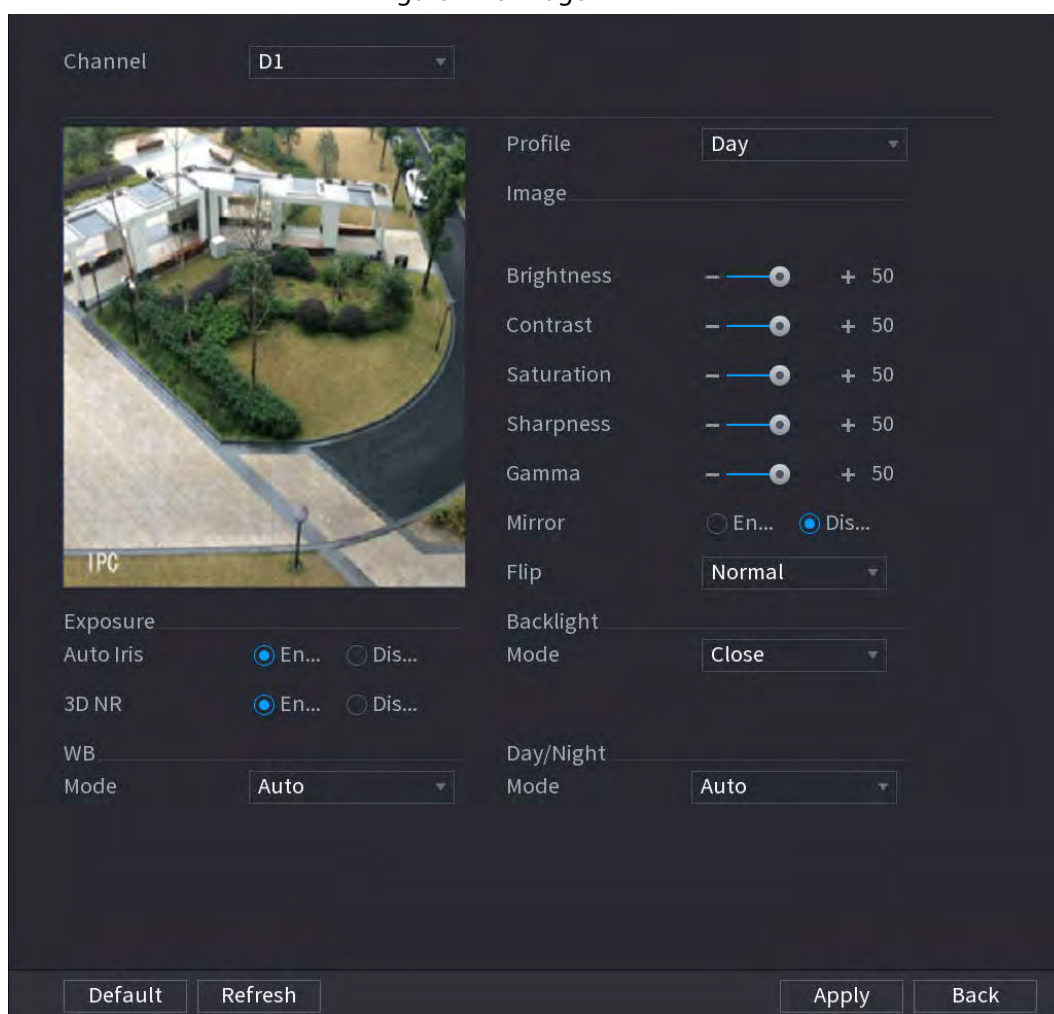 Channel D1
Profile Day
Image
Brightness 50
Contrast 50
Saturation 50
Sharpness 50
Gamma 50
Mirror En... Dis...
Flip Normal
IPC
Exposure
Auto Iris En... Dis...
3D NR En... Dis...
Backlight
Mode Close
WB
Mode Auto
Day/Night
Mode Auto
Default Refresh Apply Back